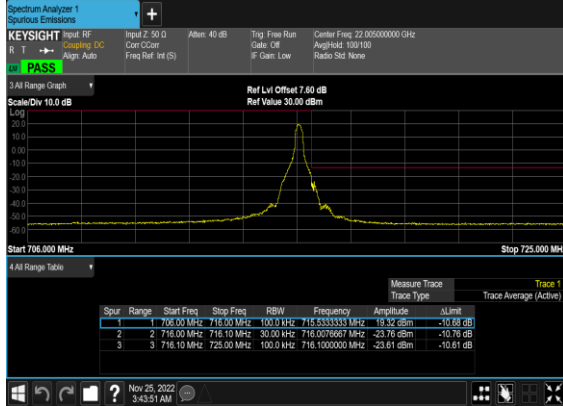 Spectrum Analyzer 1
Spurious Emissions
+
KEYSIGHT Input: RF Input Z: 50 Ω Atten: 40 dB Trig: Free Run Center Freq: 22.005000000 GHz
R T Coupling: DC Corr CCorr Gate: Off Avg|Hold: 100/100
Align: Auto Freq Ref: Int (S) IF Gain: Low Radio Std: None
PASS
3 All Range Graph
Ref Lvl Offset 7.60 dB
Scale/Div 10.0 dB Ref Value 30.00 dBm
Log
20.0
10.0
0.00
-10.0
-20.0
-30.0
-40.0
-50.0
-60.0
Start 706.000 MHz Stop 725.000 MH
4 All Range Table
Measure Trace Trace 1
Trace Type Trace Average (Active)
Spur Range Start Freq Stop Freq RBW Frequency Amplitude ΔLimit
1 1 706.00 MHz 716.00 MHz 100.0 kHz 715.5333333 MHz 19.32 dBm -10.68 dB
2 2 716.00 MHz 716.10 MHz 30.00 kHz 716.0076667 MHz -23.76 dBm -10.76 dB
3 3 716.10 MHz 725.00 MHz 100.0 kHz 716.1000000 MHz -23.61 dBm -10.61 dB
? Nov 25, 2022
3:43:51 AM